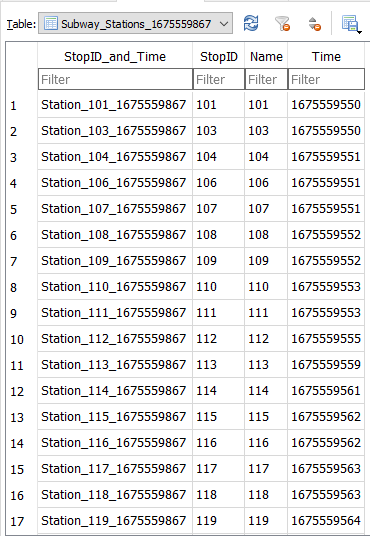 Table: Subway_Stations_1675559867
StopID_and_Time StopID Name Time
Filter Filter Filter Filter
1 Station_101_1675559867 101 101 1675559550
2 Station_103_1675559867 103 103 1675559550
3 Station_104_1675559867 104 104 1675559551
4 Station_106_1675559867 106 106 1675559551
5 Station_107_1675559867 107 107 1675559551
6 Station_108_1675559867 108 108 1675559552
7 Station_109_1675559867 109 109 1675559552
8 Station_110_1675559867 110 110 1675559553
9 Station_111_1675559867 111 111 1675559553
10 Station_112_1675559867 112 112 1675559555
11 Station_113_1675559867 113 113 1675559559
12 Station_114_1675559867 114 114 1675559561
13 Station_115_1675559867 115 115 1675559562
14 Station_116_1675559867 116 116 1675559562
15 Station_117_1675559867 117 117 1675559563
16 Station_118_1675559867 118 118 1675559563
17 Station_119_1675559867 119 119 1675559564